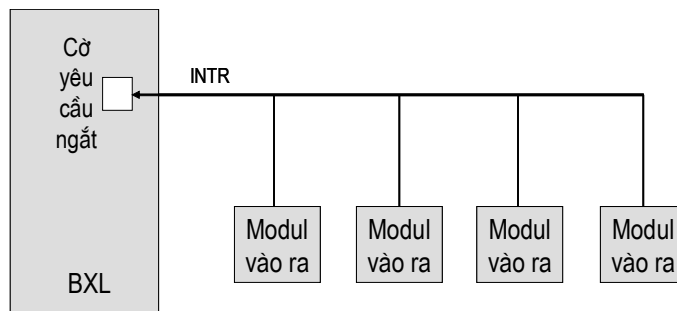 Cờ
yêu
cầu
ngắt
INTR
Modul
vào ra
Modul
vào ra
Modul
vào ra
Modul
vào ra
BXL